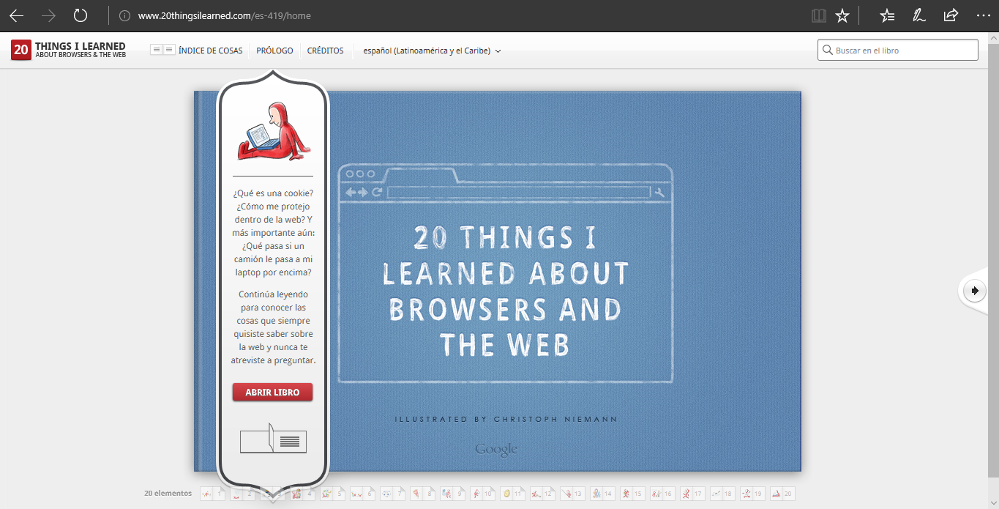 www.20thingsilearned.com/es-419/home
20 THINGS I LEARNED
ABOUT BROWSERS & THE WEB
ÍNDICE DE COSAS
PRÓLOGO
CRÉDITOS
español (Latinoamérica y el Caribe)
Buscar en el libro
¿Qué es una cookie?
¿Cómo me protejo
dentro de la web? Y
más importante aún:
¿Qué pasa si un
camión le pasa a mi
laptop por encima?
Continúa leyendo
para conocer las
cosas que siempre
quisiste saber sobre
la web y nunca te
atreviste a preguntar.
ABRIR LIBRO
20 THINGS I
LEARNED ABOUT
BROWSERS AND
THE WEB
ILLUSTRATED BY CHRISTOPH NIEMANN
Google
20 elementos
1 2 3 4 5 6 7 8 9 10 11 12 13 14 15 16 17 18 19 20